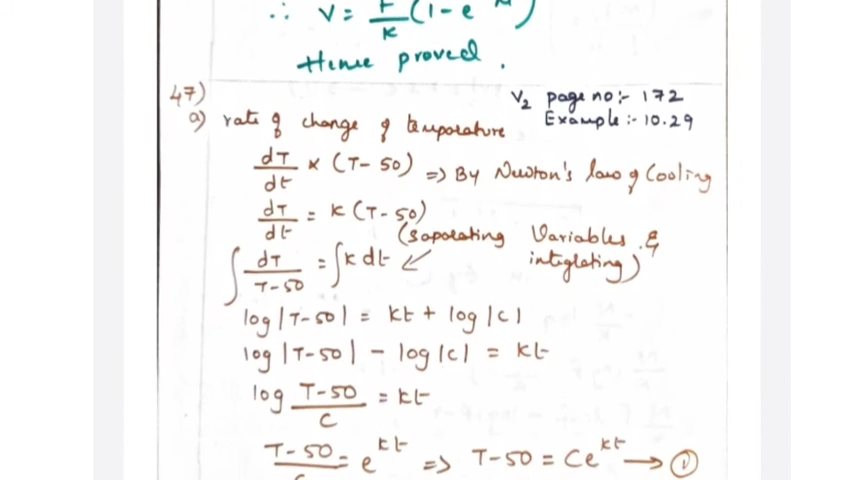 ∴ V = F/k (1 - e
Hence proved.
47)
V2 page no:- 172
Example:- 10.29
a) rate of change of temperature
dT/dt × (T-50) => By Newton's law of Cooling
dT/dt = k (T-50)
(separating Variables &
integrating)
∫ dT/T-50 = ∫k dt ↙
log |T-50| = kt + log |c|
log |T-50| - log |c| = kt
log T-50/C = kt
T-50/C = e^kt => T-50 = Ce^kt → ①